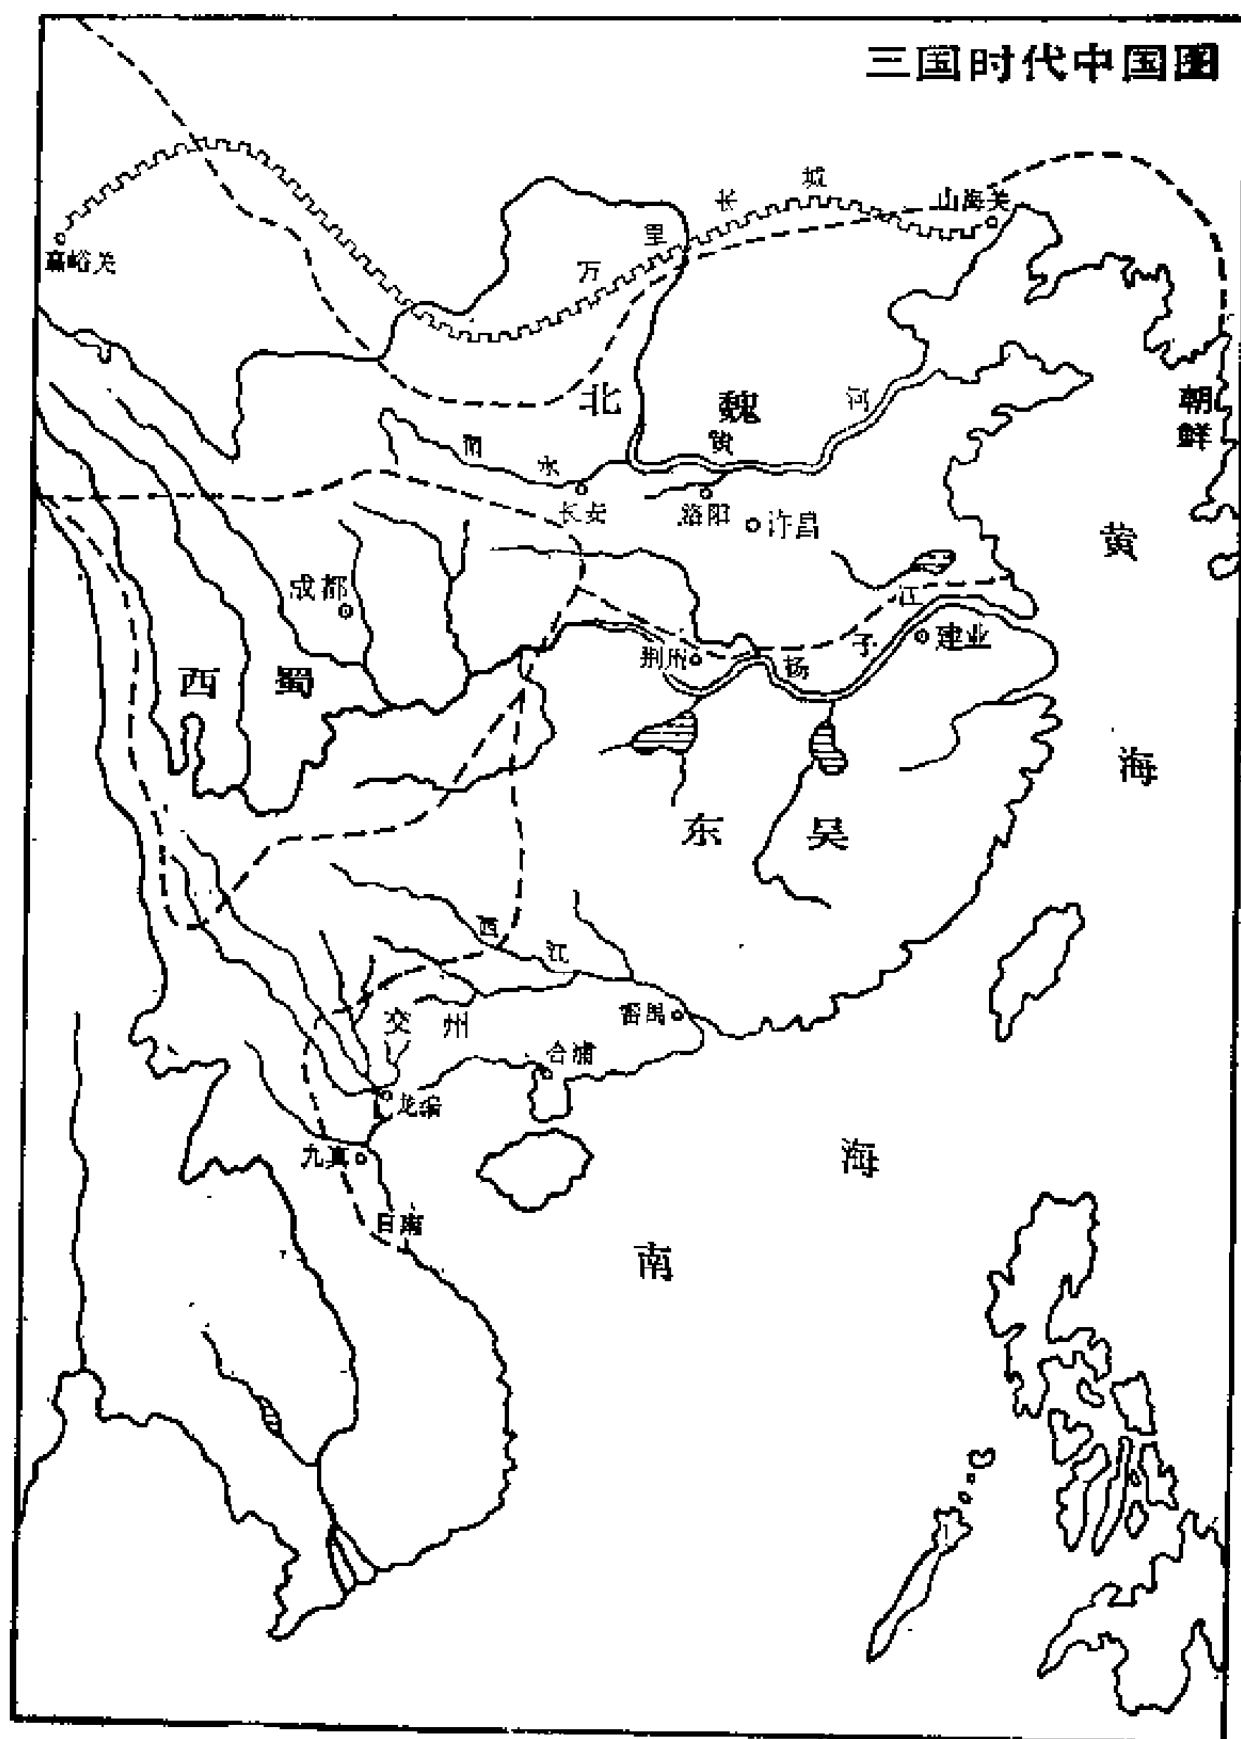 三国时代中国图
万里长城
山海关
嘉峪关
北魏
朝鲜
黄河
渭水
长安
洛阳
许昌
黄海
成都
扬子江
建业
荆州
西蜀
东吴
西江
番禺
交州
合浦
龙编
九真
日南
南海